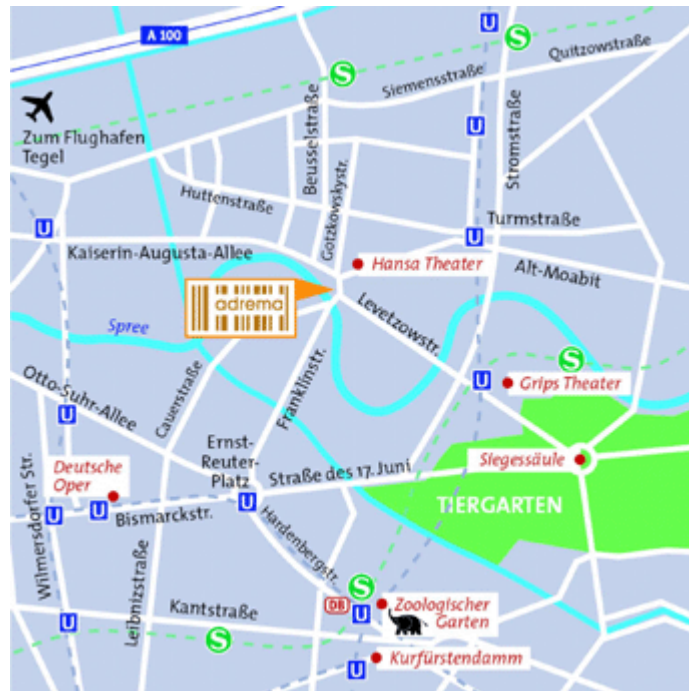 A 100
U
S
S
Quitzowstraße
Siemensstraße
Zum Flughafen
Tegel
Beusselstraße
U
Stromstraße
Huttenstraße
Gotzkowskystr.
Turmstraße
U
U
Kaiserin-Augusta-Allee
Hansa Theater
Alt-Moabit
adrema
Levetzowstr.
Spree
Otto-Suhr-Allee
Cauerstraße
Franklinstr.
S
U
Grips Theater
U
Ernst-
Reuter-
Platz
Straße des 17. Juni
Siegessäule
Deutsche
Oper
Wilmersdorfer Str.
U
U
Bismarckstr.
U
TIERGARTEN
Hardenbergstr.
Leibnizstraße
S
DB
U
Zoologischer
Garten
U
Kantstraße
S
U
Kurfürstendamm